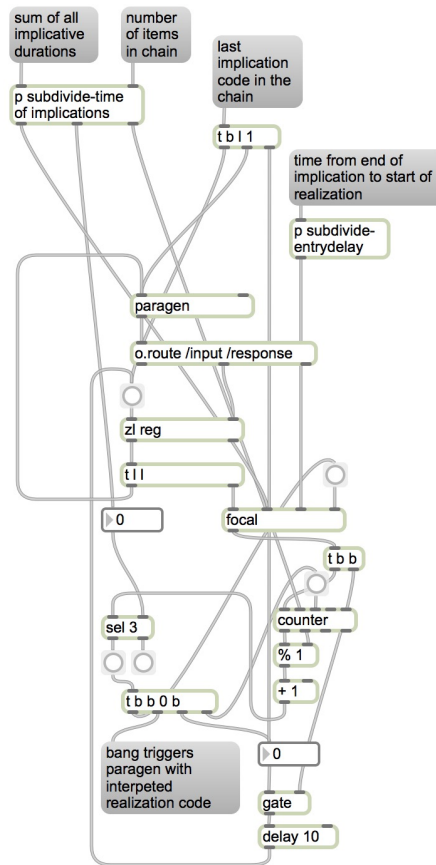 sum of all
implicative
durations
number
of items
in chain
last
implication
code in the
chain
p subdivide-time
of implications
t b l 1
time from end of
implication to start of
realization
p subdivide-
entrydelay
paragen
o.route /input /response
zl reg
t l l
0
focal
t b b
counter
sel 3
% 1
+ 1
t b b 0 b
bang triggers
paragen with
interpeted
realization code
0
gate
delay 10